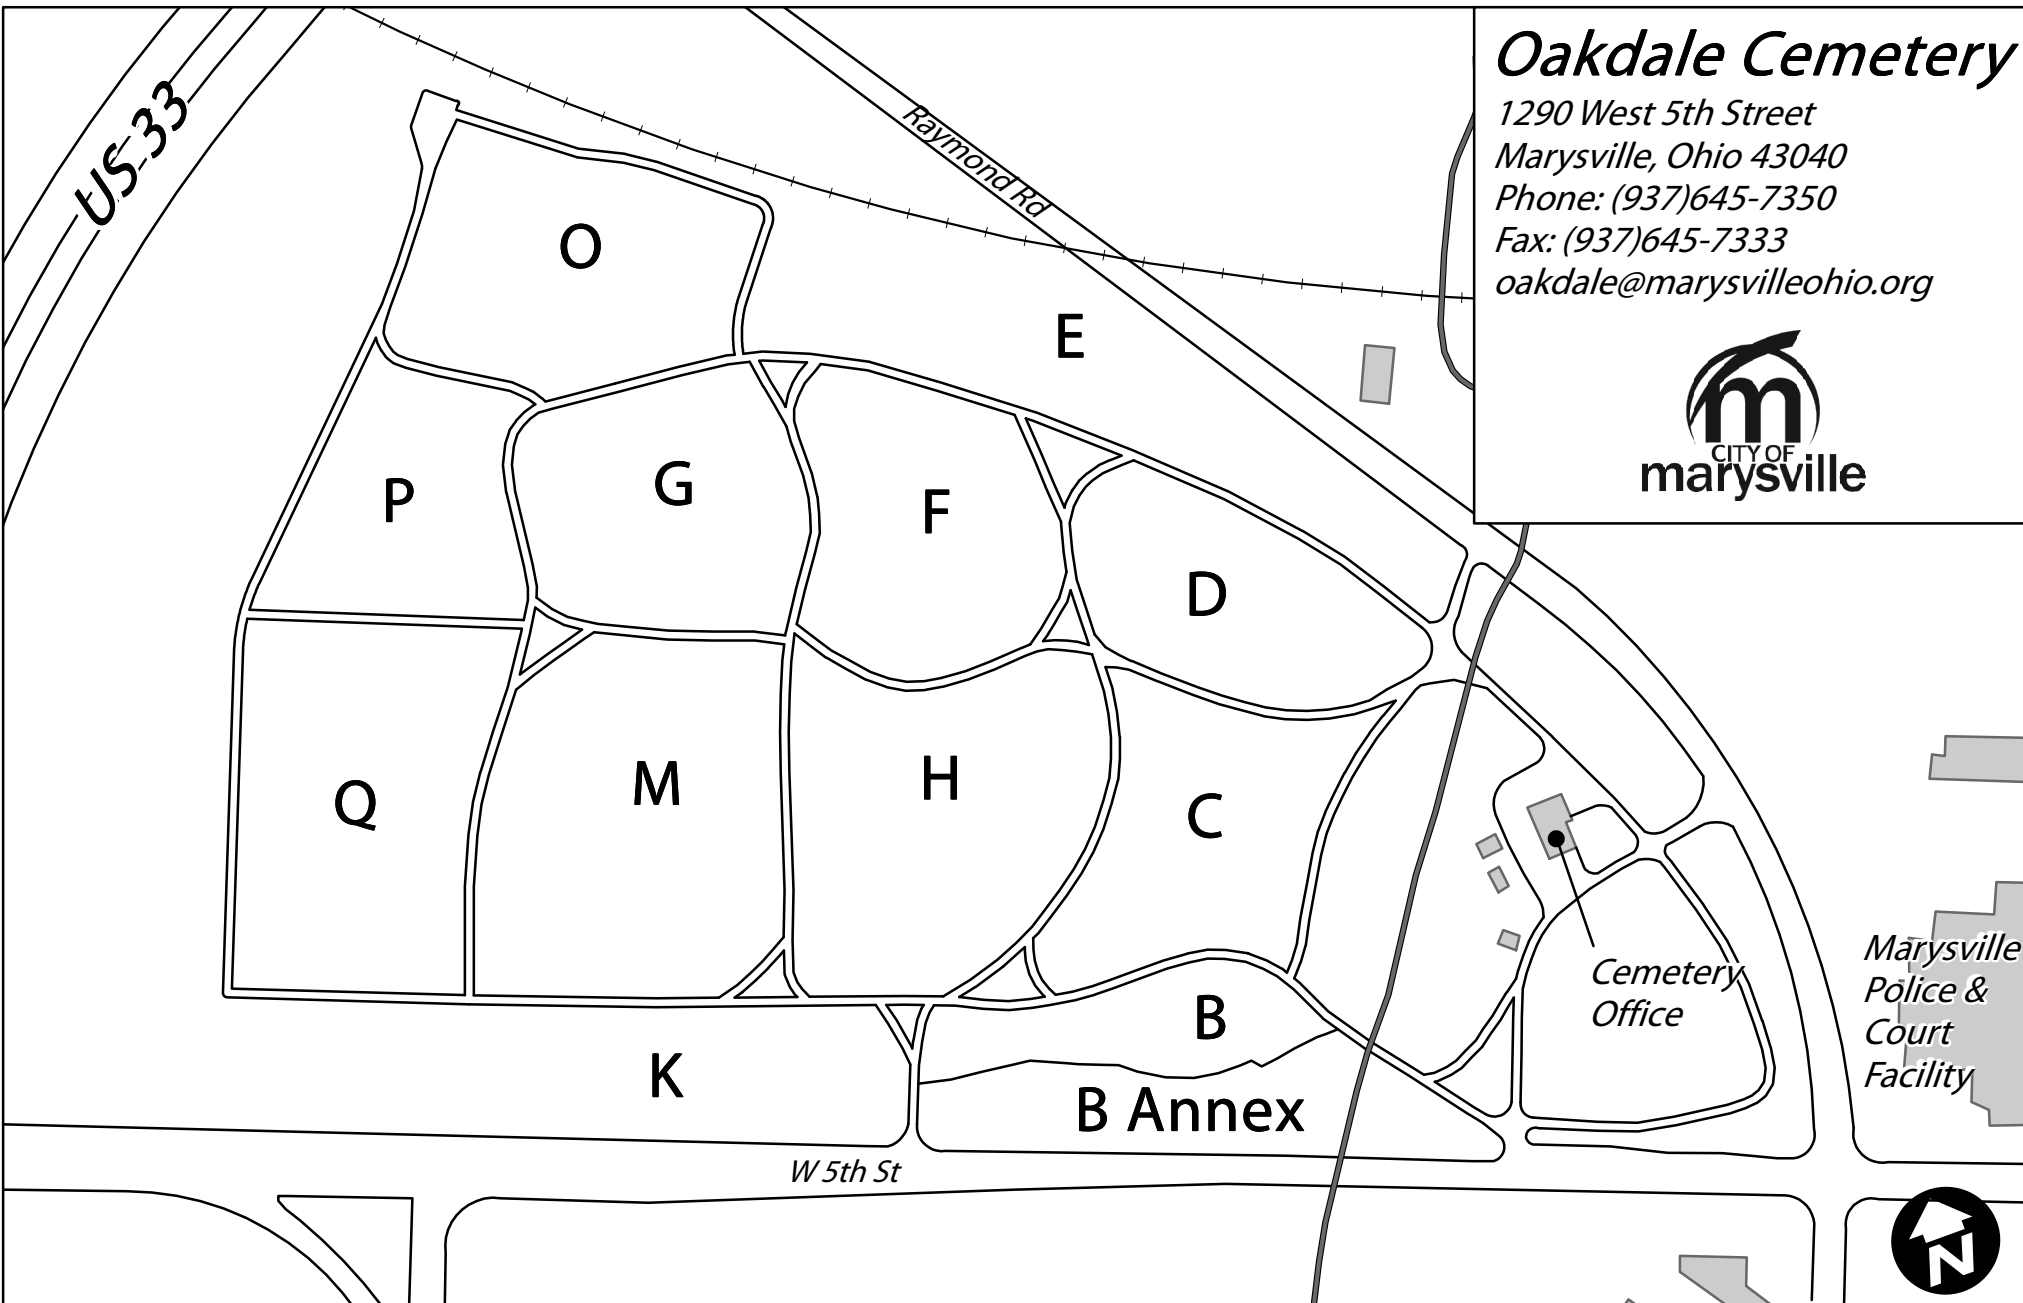 Oakdale Cemetery
1290 West 5th Street
Marysville, Ohio 43040
Phone: (937)645-7350
Fax: (937)645-7333
oakdale@marysvilleohio.org
m
CITY OF
marysville
US 33
Raymond Rd
O
E
P
G
F
D
Q
M
H
C
Cemetery
Office
Marysville
Police &
Court
Facility
B
K
B Annex
W 5th St
N